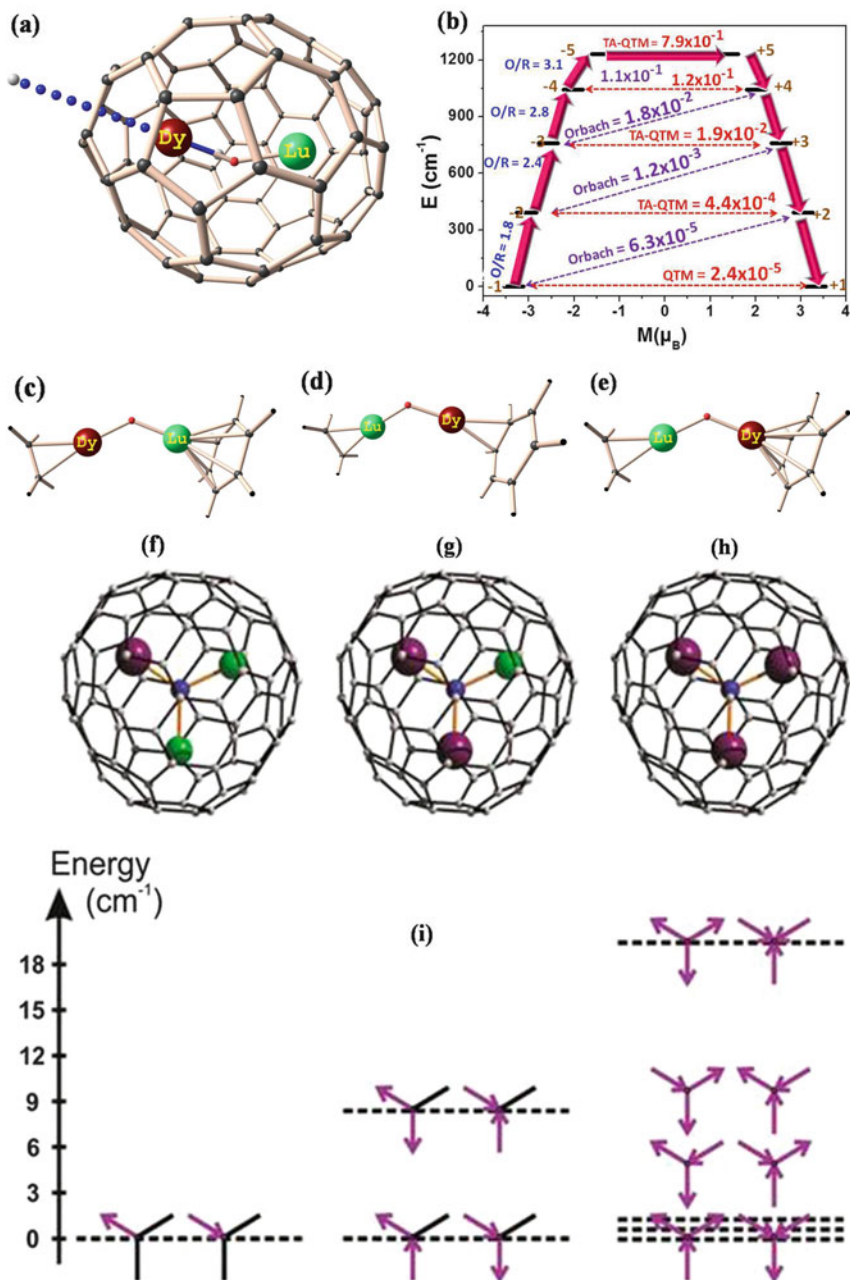 (a)
Dy
Lu
(b)
E (cm⁻¹)
1200
900
600
300
0
-5
TA-QTM = 7.9x10⁻¹
+5
O/R = 3.1
-4
1.1x10⁻¹
1.2x10⁻¹
+4
O/R = 2.8
Orbach = 1.8x10⁻²
-3
TA-QTM = 1.9x10⁻²
+3
O/R = 2.4
Orbach = 1.2x10⁻³
-2
TA-QTM = 4.4x10⁻⁴
+2
O/R = 1.8
Orbach = 6.3x10⁻⁵
-1
QTM = 2.4x10⁻⁵
+1
-4 -3 -2 -1 0 1 2 3 4
M(μ_B)
(c)
(d)
(e)
Dy
Lu
Lu
Dy
Lu
Dy
(f)
(g)
(h)
Energy
(cm⁻¹)
(i)
18
15
12
9
6
3
0